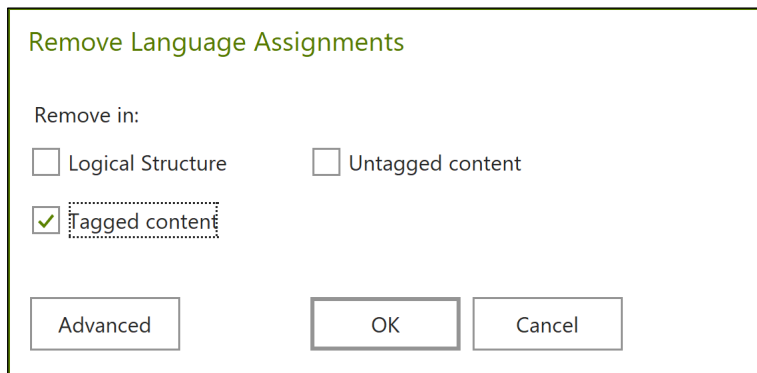 Remove Language Assignments
Remove in:
Logical Structure
Untagged content
Tagged content
Advanced
OK
Cancel